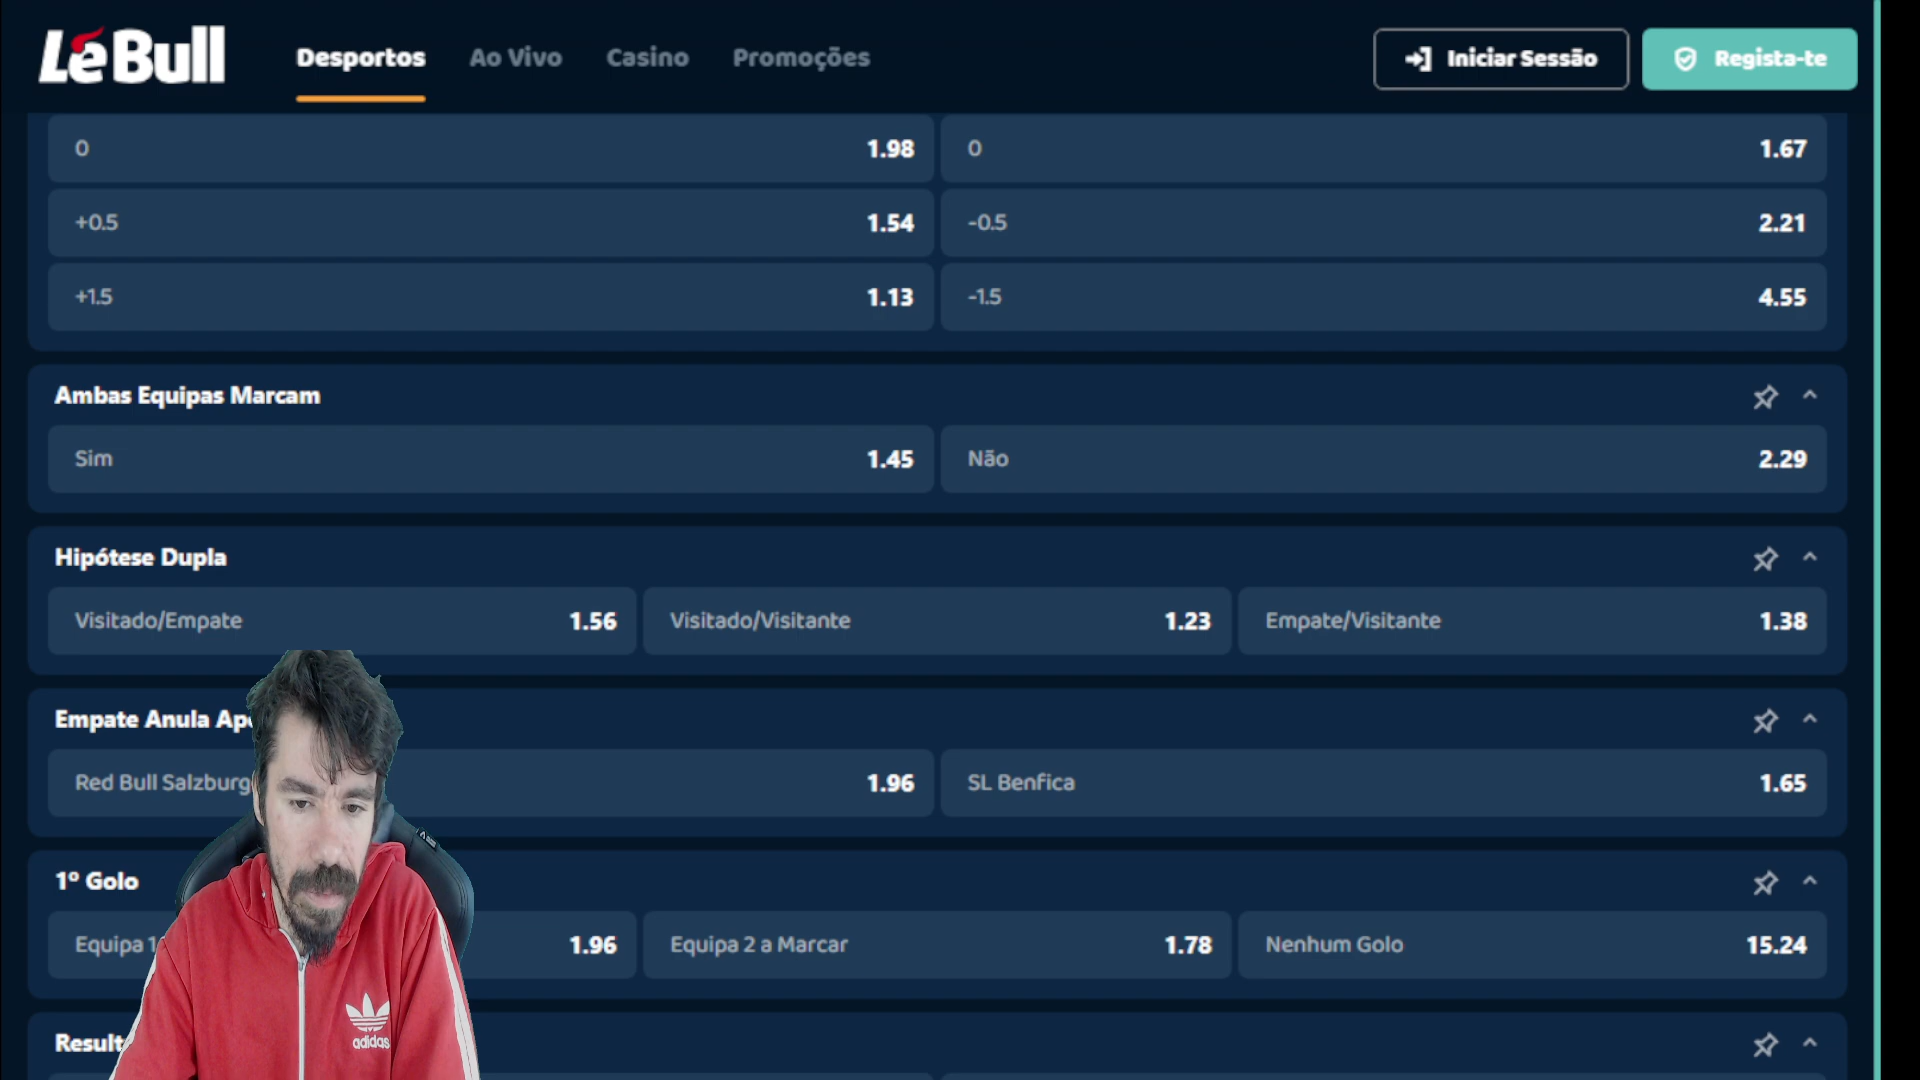 LeBull
Desportos
Ao Vivo
Casino
Promoções
Iniciar Sessão
Regista-te
0 1.98
0 1.67
+0.5 1.54
-0.5 2.21
+1.5 1.13
-1.5 4.55
Ambas Equipas Marcam
Sim 1.45
Não 2.29
Hipótese Dupla
Visitado/Empate 1.56
Visitado/Visitante 1.23
Empate/Visitante 1.38
Empate Anula
Red Bull Salzburg 1.96
SL Benfica 1.65
1º Golo
Equipa 1 1.96
Equipa 2 a Marcar 1.78
Nenhum Golo 15.24
adidas